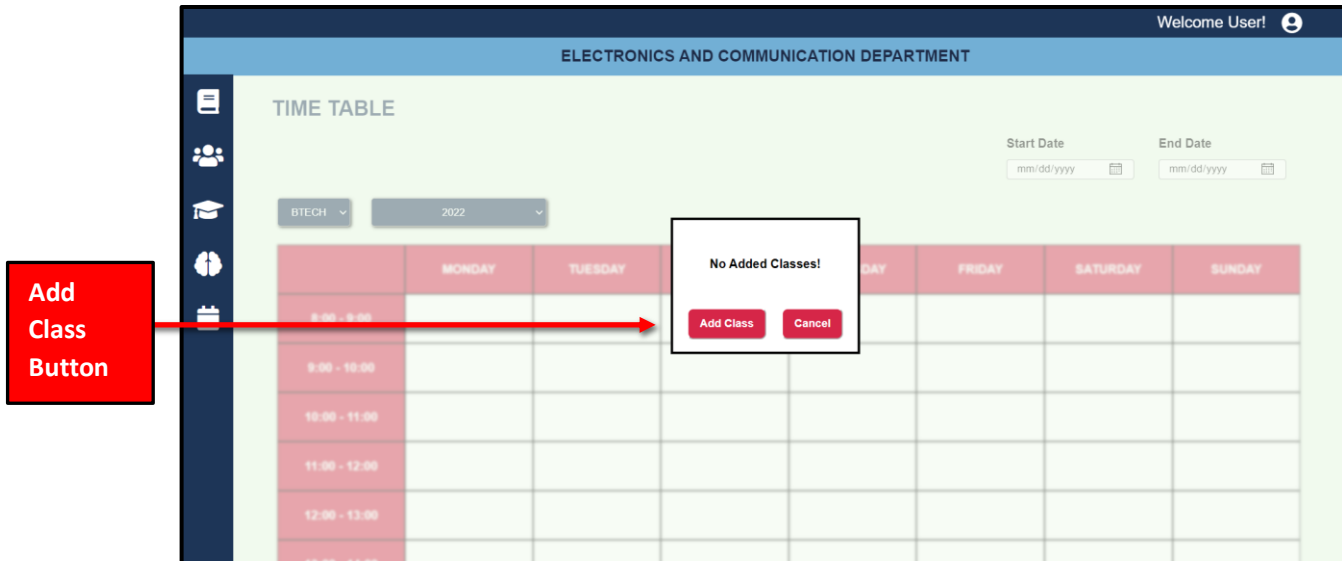 Welcome User!
ELECTRONICS AND COMMUNICATION DEPARTMENT
TIME TABLE
Start Date
End Date
mm/dd/yyyy
mm/dd/yyyy
BTECH
2022
MONDAY
TUESDAY
DAY
FRIDAY
SATURDAY
SUNDAY
No Added Classes!
Add Class
Cancel
Add
Class
Button
8:00 - 9:00
9:00 - 10:00
10:00 - 11:00
11:00 - 12:00
12:00 - 13:00